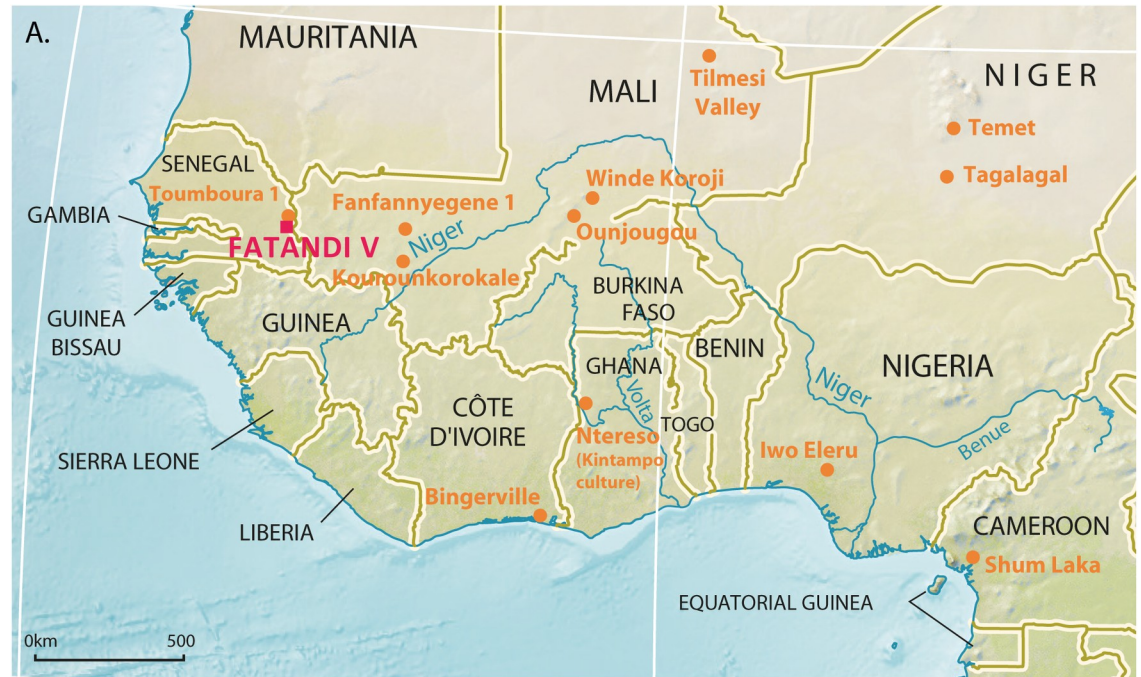 A.
MAURITANIA
MALI
NIGER
Tilmesi
Valley
Temet
Tagalagal
SENEGAL
Toumboura 1
GAMBIA
FATANDI V
Fanfannyegene 1
Niger
Kourounkorokale
Winde Koroji
Ounjougou
BURKINA
FASO
GUINEA
BISSAU
GUINEA
GHANA
BENIN
NIGERIA
Volta
TOGO
Niger
Benue
CÔTE
D'IVOIRE
Ntereso
(Kintampo
culture)
Iwo Eleru
SIERRA LEONE
LIBERIA
Bingerville
CAMEROON
Shum Laka
EQUATORIAL GUINEA
0km 500